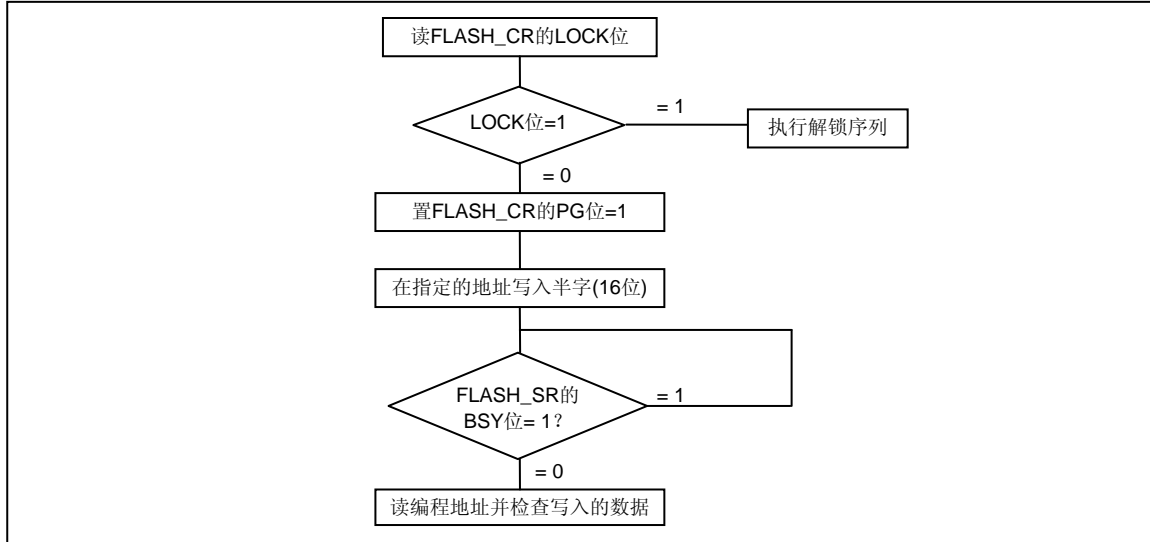 读FLASH_CR的LOCK位
LOCK位=1
= 1
执行解锁序列
= 0
置FLASH_CR的PG位=1
在指定的地址写入半字(16位)
FLASH_SR的
BSY位= 1?
= 1
= 0
读编程地址并检查写入的数据